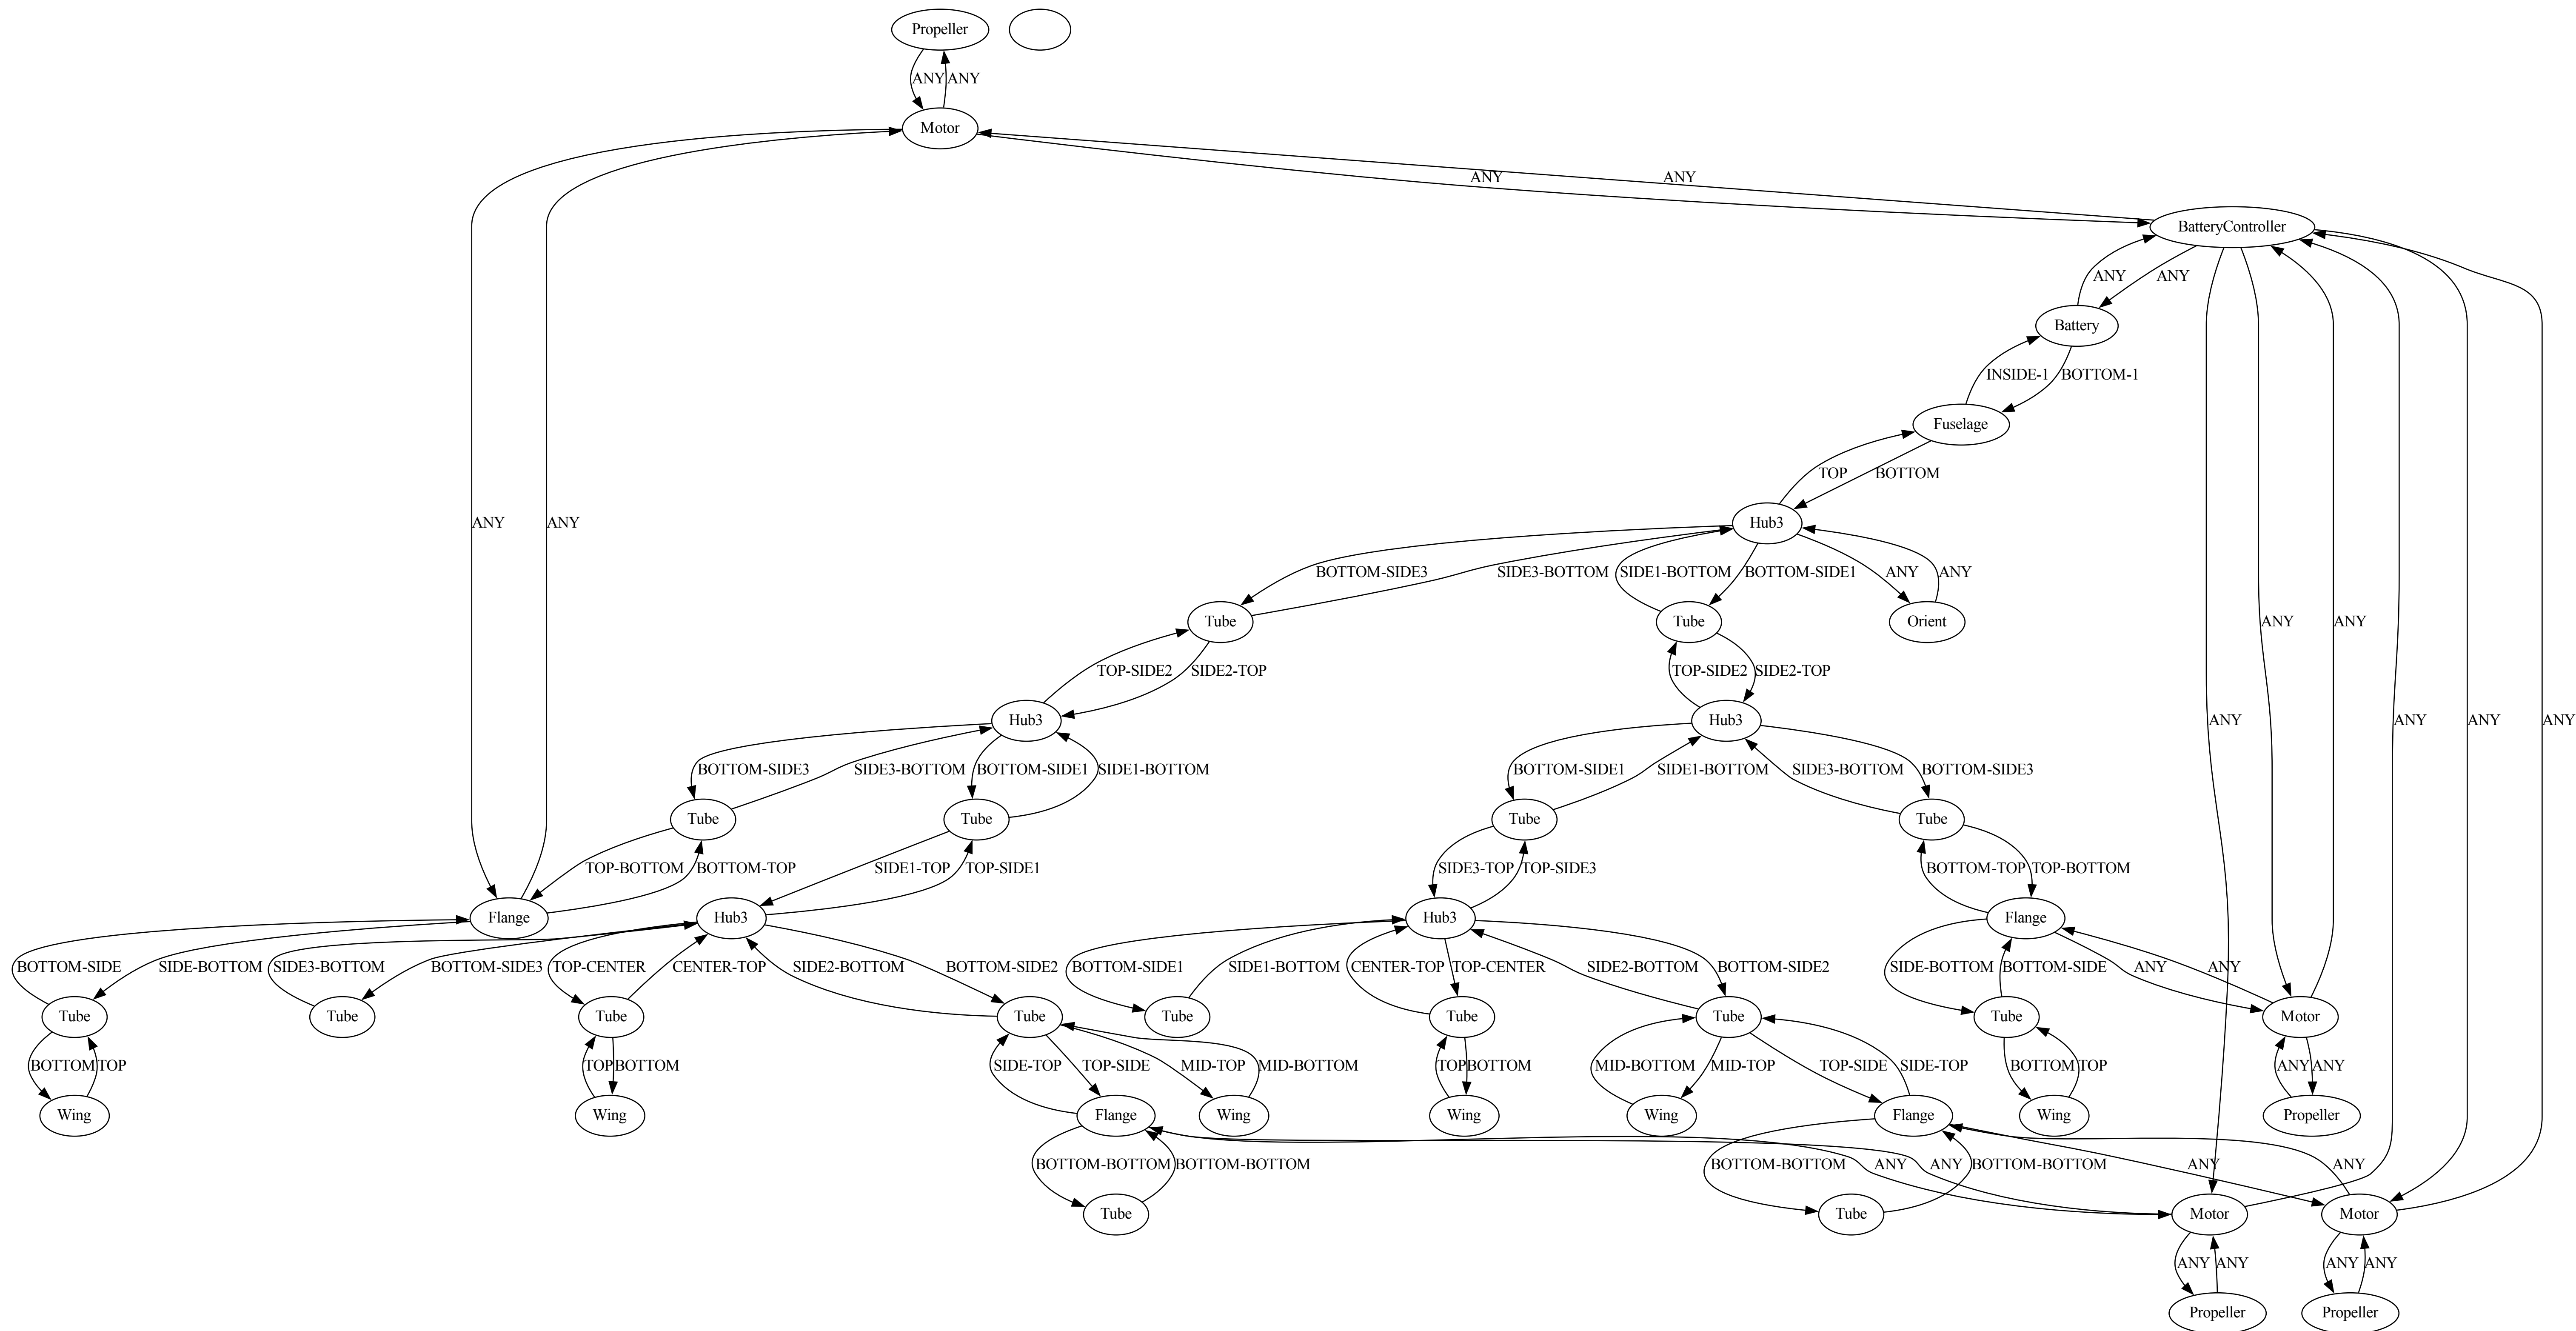 Propeller
ANY ANY
Motor
ANY ANY
BatteryController
ANY ANY
Battery
INSIDE-1 BOTTOM-1
Fuselage
TOP BOTTOM
ANY ANY Hub3
BOTTOM-SIDE3 SIDE3-BOTTOM SIDE1-BOTTOM BOTTOM-SIDE1 ANY ANY
Tube Tube Orient ANY ANY
TOP-SIDE2 SIDE2-TOP TOP-SIDE2 SIDE2-TOP
Hub3 Hub3 ANY ANY ANY ANY
BOTTOM-SIDE3 SIDE3-BOTTOM BOTTOM-SIDE1 SIDE1-BOTTOM BOTTOM-SIDE1 SIDE1-BOTTOM SIDE3-BOTTOM BOTTOM-SIDE3
Tube Tube Tube Tube
TOP-BOTTOM BOTTOM-TOP SIDE1-TOP TOP-SIDE1 SIDE3-TOP TOP-SIDE3 BOTTOM-TOP TOP-BOTTOM
Flange Hub3 Hub3 Flange
BOTTOM-SIDE SIDE-BOTTOM SIDE3-BOTTOM BOTTOM-SIDE3 TOP-CENTER CENTER-TOP SIDE2-BOTTOM BOTTOM-SIDE2 BOTTOM-SIDE1 SIDE1-BOTTOM CENTER-TOP TOP-CENTER SIDE2-BOTTOM BOTTOM-SIDE2 SIDE-BOTTOM BOTTOM-SIDE ANY ANY
Tube Tube Tube Tube Tube Tube Tube Tube Motor
BOTTOM TOP TOP BOTTOM SIDE-TOP TOP-SIDE MID-TOP MID-BOTTOM TOP BOTTOM MID-BOTTOM MID-TOP TOP-SIDE SIDE-TOP BOTTOM TOP ANY ANY
Wing Wing Flange Wing Wing Wing Flange Wing Propeller
BOTTOM-BOTTOM BOTTOM-BOTTOM BOTTOM-BOTTOM ANY ANY BOTTOM-BOTTOM ANY ANY
Tube Tube Motor Motor
ANY ANY ANY ANY
Propeller Propeller